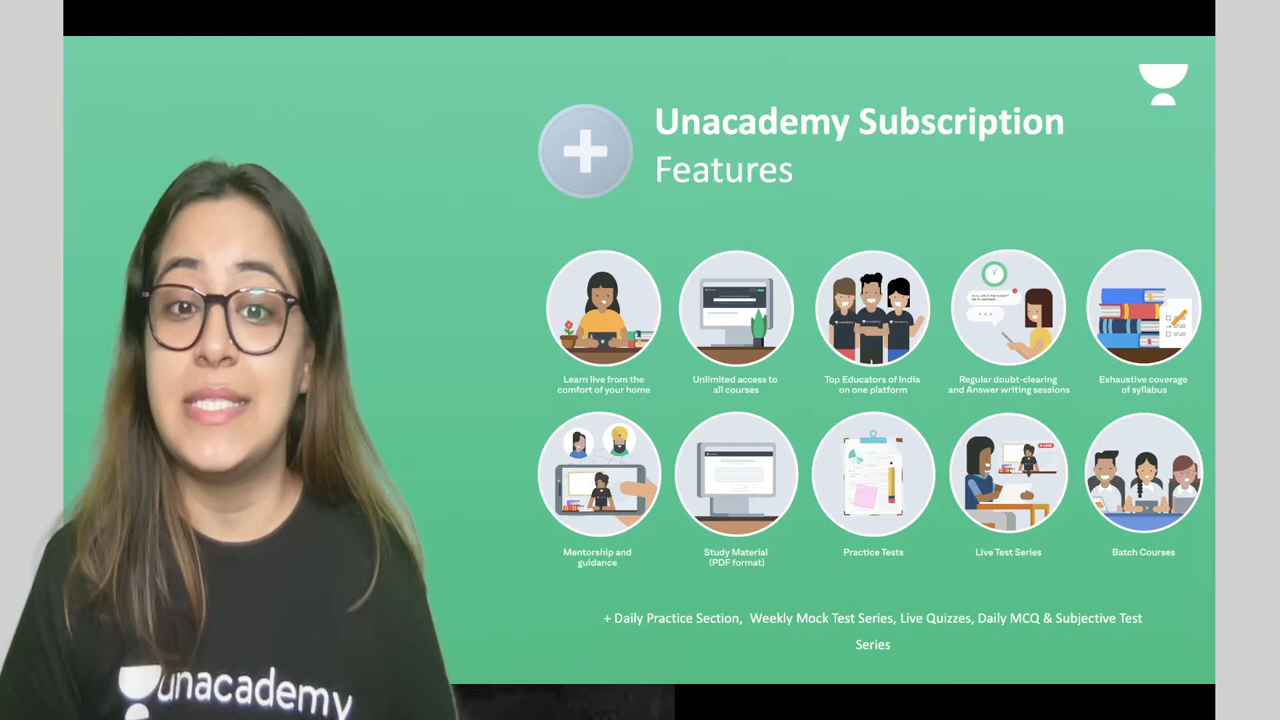 Unacademy Subscription
Features
Learn live from the
comfort of your home
Unlimited access to
all courses
Top Educators of India
on one platform
Regular doubt-clearing
and Answer writing sessions
Exhaustive coverage
of syllabus
Mentorship and
guidance
Study Material
(PDF format)
Practice Tests
Live Test Series
Batch Courses
+ Daily Practice Section, Weekly Mock Test Series, Live Quizzes, Daily MCQ & Subjective Test
Series
unacademy